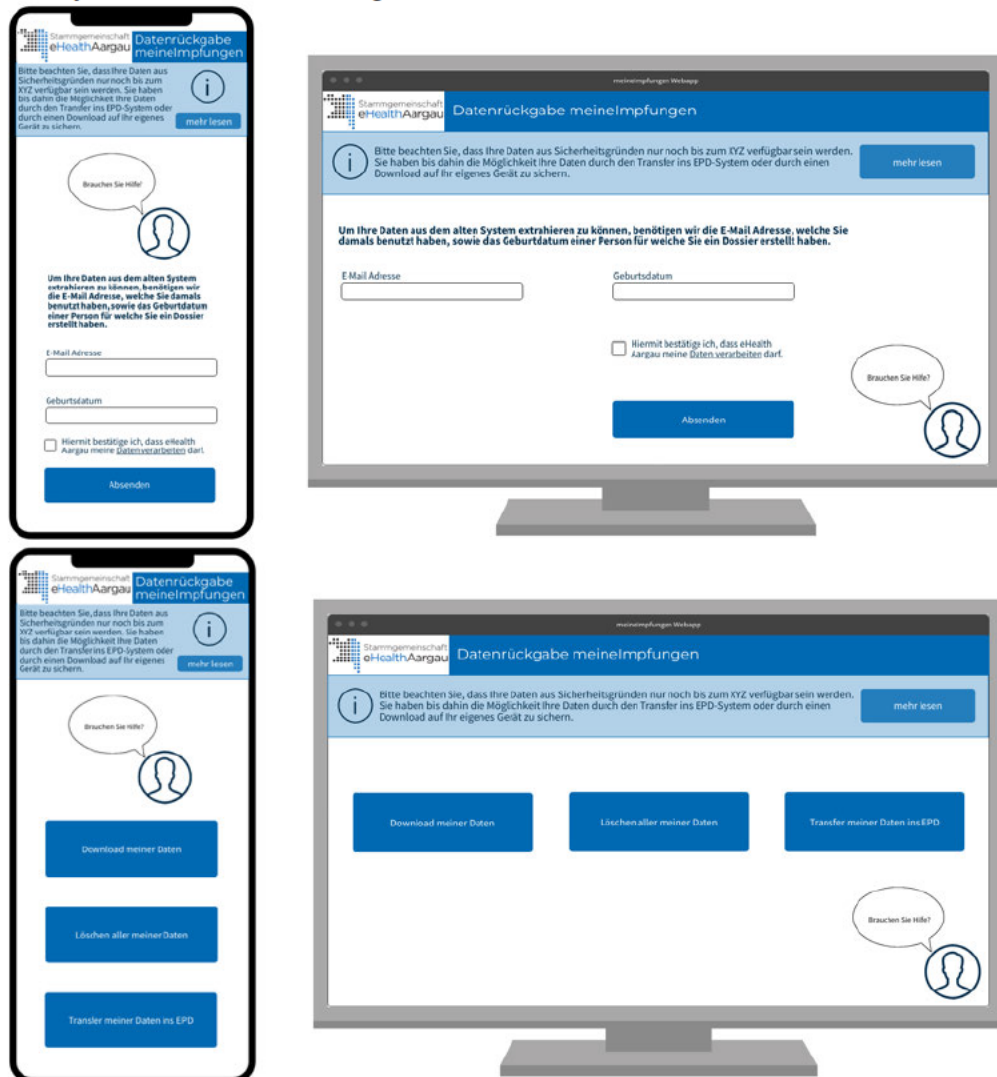 Stammgemeinschaft
eHealthAargau
Datenrückgabe
meineImpfungen
Bitte beachten Sie, dass Ihre Daten aus
Sicherheitsgründen nur noch bis zum
XYZ verfügbar sein werden. Sie haben
bis dahin die Möglichkeit Ihre Daten
durch den Transfer ins EPD-System oder
durch einen Download auf Ihr eigenes
Gerät zu sichern.
i
mehr lesen
Brauchen Sie Hilfe?
Um Ihre Daten aus dem alten System
extrahieren zu können, benötigen wir
die E-Mail Adresse, welche Sie damals
benutzt haben, sowie das Geburtdatum
einer Person für welche Sie ein Dossier
erstellt haben.
E-Mail Adresse
Geburtsdatum
Hiermit bestätige ich, dass eHealth
Aargau meine Daten verarbeiten darf.
Absenden
meineimpfungen Webapp
Stammgemeinschaft
eHealthAargau
Datenrückgabe meineImpfungen
i
Bitte beachten Sie, dass Ihre Daten aus Sicherheitsgründen nur noch bis zum XYZ verfügbar sein werden.
Sie haben bis dahin die Möglichkeit Ihre Daten durch den Transfer ins EPD-System oder durch einen
Download auf Ihr eigenes Gerät zu sichern.
mehr lesen
Um Ihre Daten aus dem alten System extrahieren zu können, benötigen wir die E-Mail Adresse, welche Sie
damals benutzt haben, sowie das Geburtdatum einer Person für welche Sie ein Dossier erstellt haben.
E-Mail Adresse
Geburtsdatum
Hiermit bestätige ich, dass eHealth
Aargau meine Daten verarbeiten darf.
Absenden
Brauchen Sie Hilfe?
Stammgemeinschaft
eHealthAargau
Datenrückgabe
meineImpfungen
Bitte beachten Sie, dass Ihre Daten aus
Sicherheitsgründen nur noch bis zum
XYZ verfügbar sein werden. Sie haben
bis dahin die Möglichkeit Ihre Daten
durch den Transfer ins EPD-System oder
durch einen Download auf Ihr eigenes
Gerät zu sichern.
i
mehr lesen
Brauchen Sie Hilfe?
Download meiner Daten
Löschen aller meiner Daten
Transfer meiner Daten ins EPD
meineimpfungen Webapp
Stammgemeinschaft
eHealthAargau
Datenrückgabe meineImpfungen
i
Bitte beachten Sie, dass Ihre Daten aus Sicherheitsgründen nur noch bis zum XYZ verfügbar sein werden.
Sie haben bis dahin die Möglichkeit Ihre Daten durch den Transfer ins EPD-System oder durch einen
Download auf Ihr eigenes Gerät zu sichern.
mehr lesen
Download meiner Daten
Löschen aller meiner Daten
Transfer meiner Daten ins EPD
Brauchen Sie Hilfe?